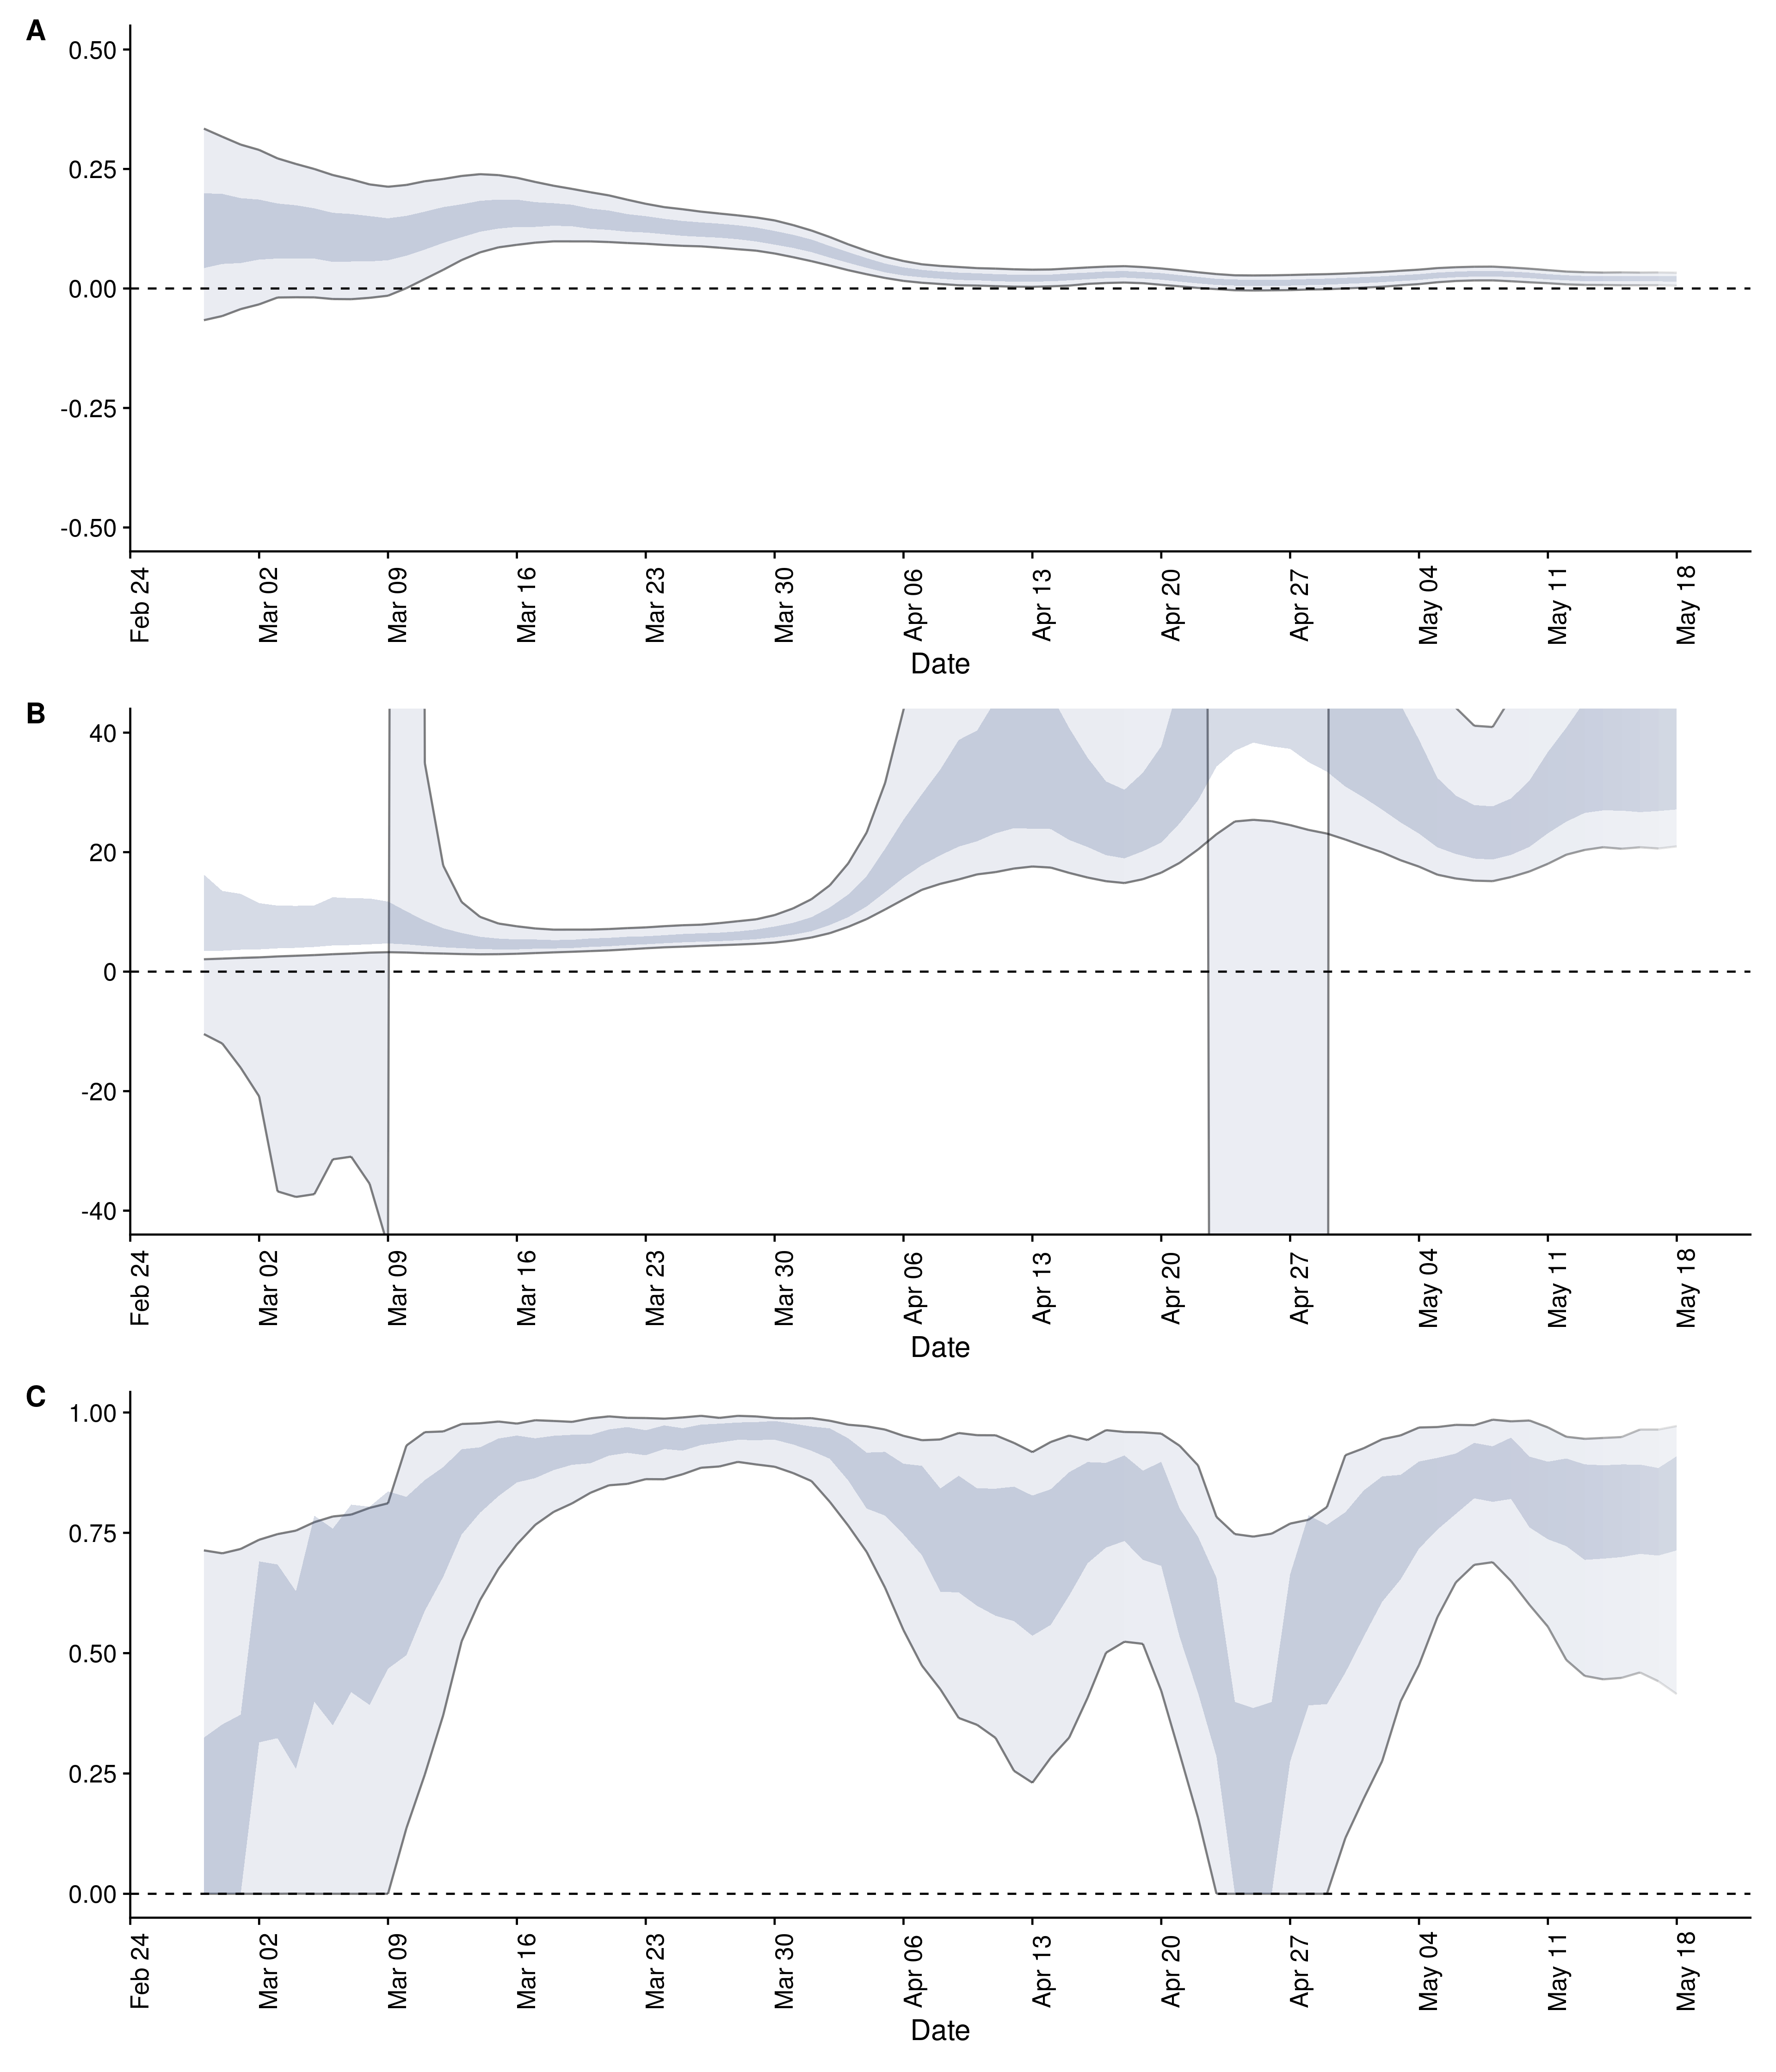 A
0.50
0.25
0.00
-0.25
-0.50
Feb 24
Mar 02
Mar 09
Mar 16
Mar 23
Mar 30
Apr 06
Apr 13
Apr 20
Apr 27
May 04
May 11
May 18
Date
B
40
20
0
-20
-40
Feb 24
Mar 02
Mar 09
Mar 16
Mar 23
Mar 30
Apr 06
Apr 13
Apr 20
Apr 27
May 04
May 11
May 18
Date
C
1.00
0.75
0.50
0.25
0.00
Feb 24
Mar 02
Mar 09
Mar 16
Mar 23
Mar 30
Apr 06
Apr 13
Apr 20
Apr 27
May 04
May 11
May 18
Date